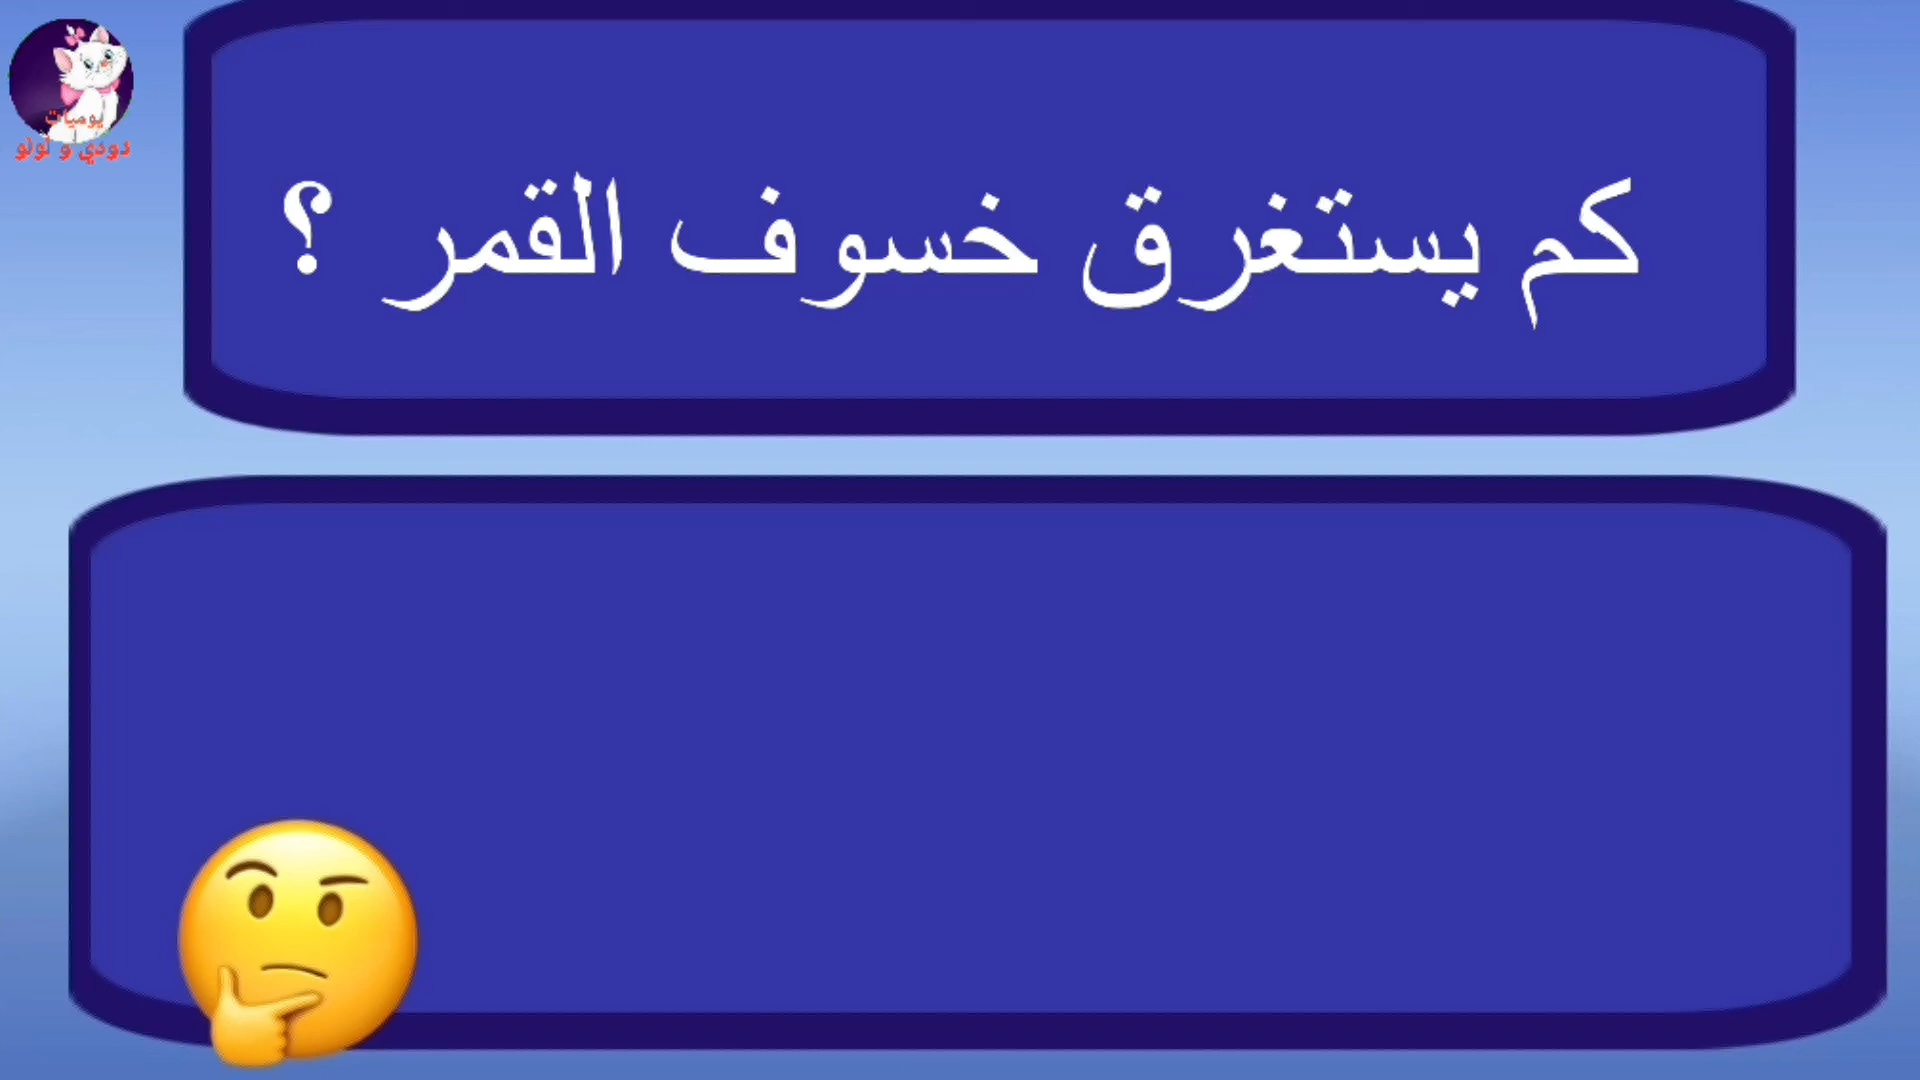 يوميات
دودي و لولو
كم يستغرق خسوف القمر ؟